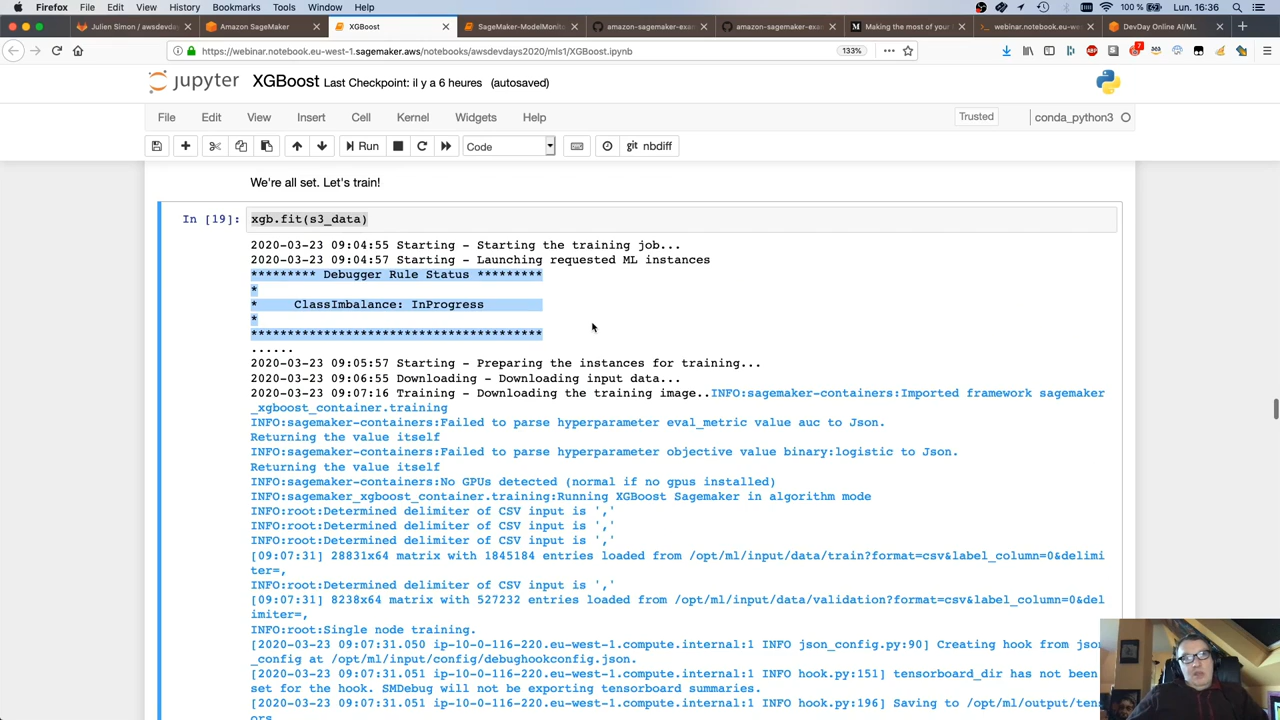 Firefox File Edit View History Bookmarks Tools Window Help 100 % Lun. 16:36
Julien Simon / awsdevda
Amazon SageMaker
XGBoost
SageMaker-ModelMonito
amazon-sagemaker-exa
amazon-sagemaker-exa
Making the most of your
webinar.notebook.eu-wes
DevDay Online AI/ML
https://webinar.notebook.eu-west-1.sagemaker.aws/notebooks/awsdevdays2020/mls1/XGBoost.ipynb 133%
jupyter XGBoost Last Checkpoint: il y a 6 heures (autosaved)
File Edit View Insert Cell Kernel Widgets Help Trusted conda_python3
Run Code git nbdiff
We're all set. Let's train!
In [19]: xgb.fit(s3_data)
2020-03-23 09:04:55 Starting - Starting the training job...
2020-03-23 09:04:57 Starting - Launching requested ML instances
********* Debugger Rule Status *********
*
* ClassImbalance: InProgress
*
****************************************
......
2020-03-23 09:05:57 Starting - Preparing the instances for training...
2020-03-23 09:06:55 Downloading - Downloading input data...
2020-03-23 09:07:16 Training - Downloading the training image..INFO:sagemaker-containers:Imported framework sagemaker
_xgboost_container.training
INFO:sagemaker-containers:Failed to parse hyperparameter eval_metric value auc to Json.
Returning the value itself
INFO:sagemaker-containers:Failed to parse hyperparameter objective value binary:logistic to Json.
Returning the value itself
INFO:sagemaker-containers:No GPUs detected (normal if no gpus installed)
INFO:sagemaker_xgboost_container.training:Running XGBoost Sagemaker in algorithm mode
INFO:root:Determined delimiter of CSV input is ','
INFO:root:Determined delimiter of CSV input is ','
INFO:root:Determined delimiter of CSV input is ','
[09:07:31] 28831x64 matrix with 1845184 entries loaded from /opt/ml/input/data/train?format=csv&label_column=0&delimi
ter=,
INFO:root:Determined delimiter of CSV input is ','
[09:07:31] 8238x64 matrix with 527232 entries loaded from /opt/ml/input/data/validation?format=csv&label_column=0&del
imiter=,
INFO:root:Single node training.
[2020-03-23 09:07:31.050 ip-10-0-116-220.eu-west-1.compute.internal:1 INFO json_config.py:90] Creating hook from json
_config at /opt/ml/input/config/debughookconfig.json.
[2020-03-23 09:07:31.051 ip-10-0-116-220.eu-west-1.compute.internal:1 INFO hook.py:151] tensorboard_dir has not been
set for the hook. SMDebug will not be exporting tensorboard summaries.
[2020-03-23 09:07:31.051 ip-10-0-116-220.eu-west-1.compute.internal:1 INFO hook.py:196] Saving to /opt/ml/output/tens
ors